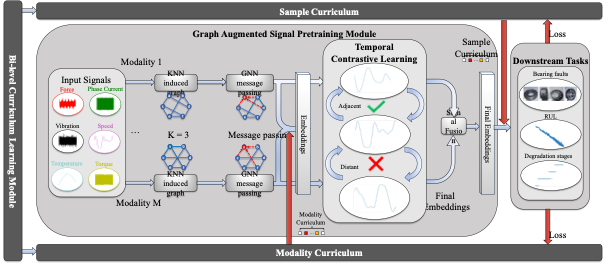 Sample Curriculum
Bi-level Curriculum Learning Module
Graph Augmented Signal Pretraining Module
Input Signals
Force
Phase Current
Vibration
Speed
Temperature
Torque
...
Modality 1
KNN
induced
graph
GNN
message
passing
K = 3
Message passing
KNN
induced
graph
GNN
message
passing
Modality M
Embeddings
Modality
Curriculum
Temporal
Contrastive Learning
Adjacent
Distant
Sample
Curriculum
Sign
al
Fusio
n
Final
Embeddings
Final Embeddings
Loss
Downstream Tasks
Bearing faults
RUL
Degradation stages
Loss
Modality Curriculum